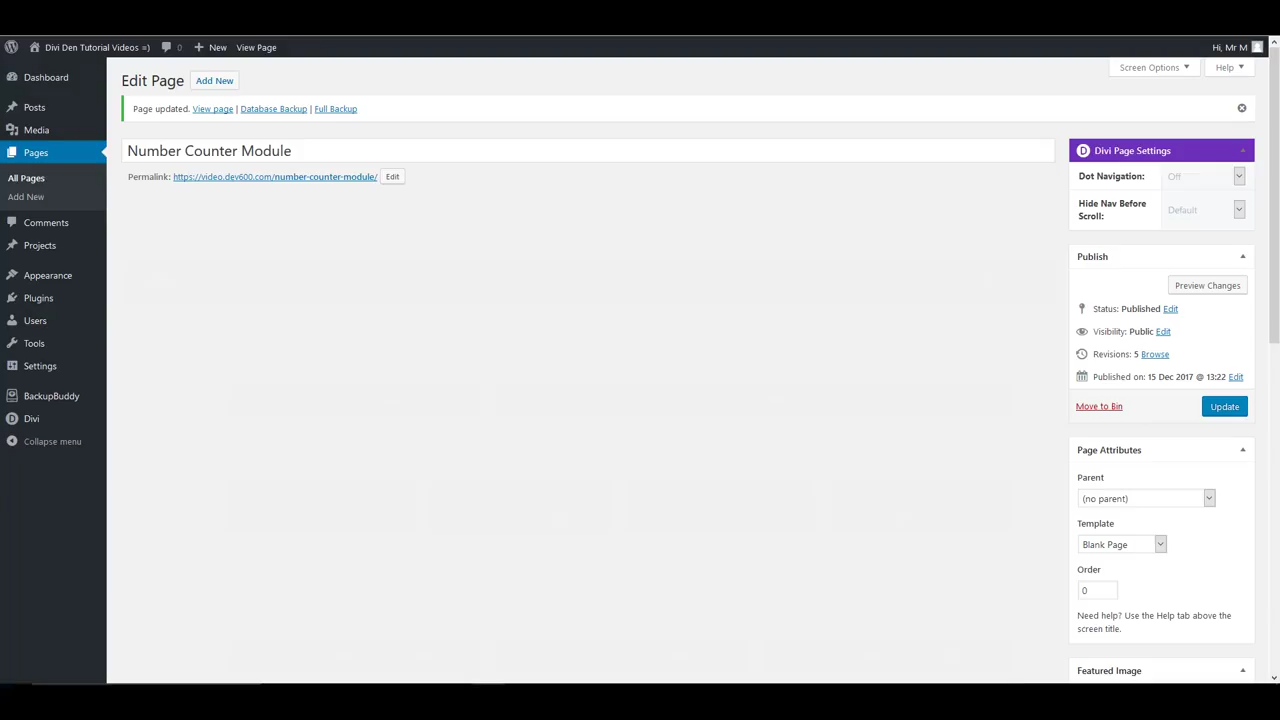 Divi Den Tutorial Videos =) 0 New View Page Hi, Mr M
Dashboard
Posts
Media
Pages
All Pages
Add New
Comments
Projects
Appearance
Plugins
Users
Tools
Settings
BackupBuddy
Divi
Collapse menu
Screen Options Help
Edit Page Add New
Page updated. View page | Database Backup | Full Backup
Number Counter Module
Permalink: https://video.dev600.com/number-counter-module/ Edit
Divi Page Settings
Dot Navigation: Off
Hide Nav Before Default
Scroll:
Publish
Preview Changes
Status: Published Edit
Visibility: Public Edit
Revisions: 5 Browse
Published on: 15 Dec 2017 @ 13:22 Edit
Move to Bin Update
Page Attributes
Parent
(no parent)
Template
Blank Page
Order
0
Need help? Use the Help tab above the
screen title.
Featured Image